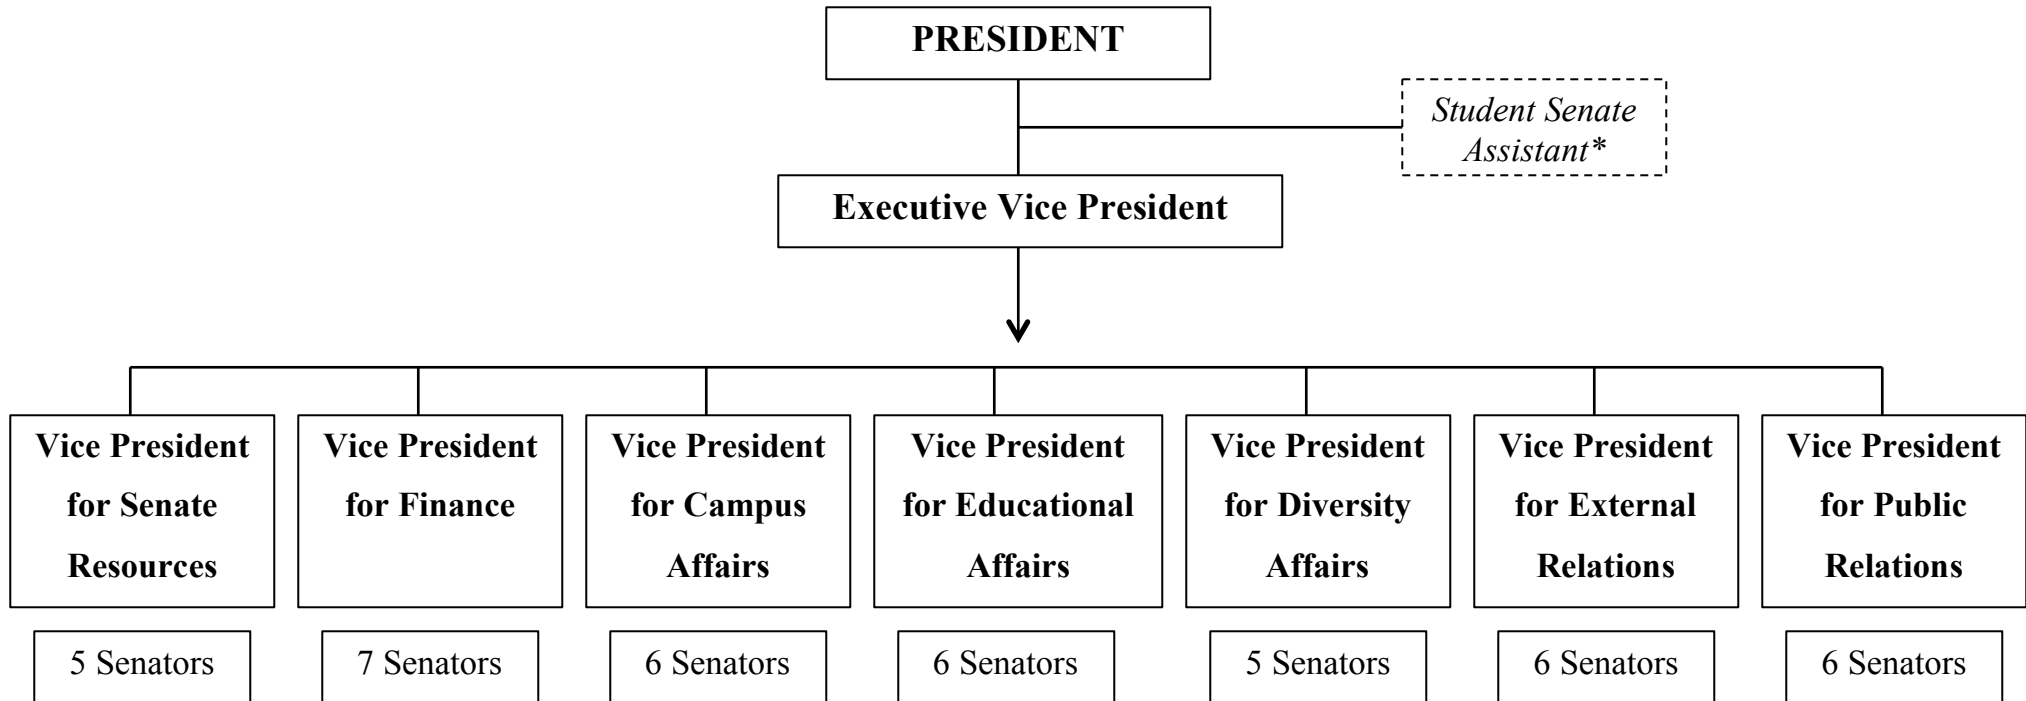 PRESIDENT
Student Senate
Assistant*
Executive Vice President
Vice President
for Senate
Resources
Vice President
for Finance
Vice President
for Campus
Affairs
Vice President
for Educational
Affairs
Vice President
for Diversity
Affairs
Vice President
for External
Relations
Vice President
for Public
Relations
5 Senators
7 Senators
6 Senators
6 Senators
5 Senators
6 Senators
6 Senators